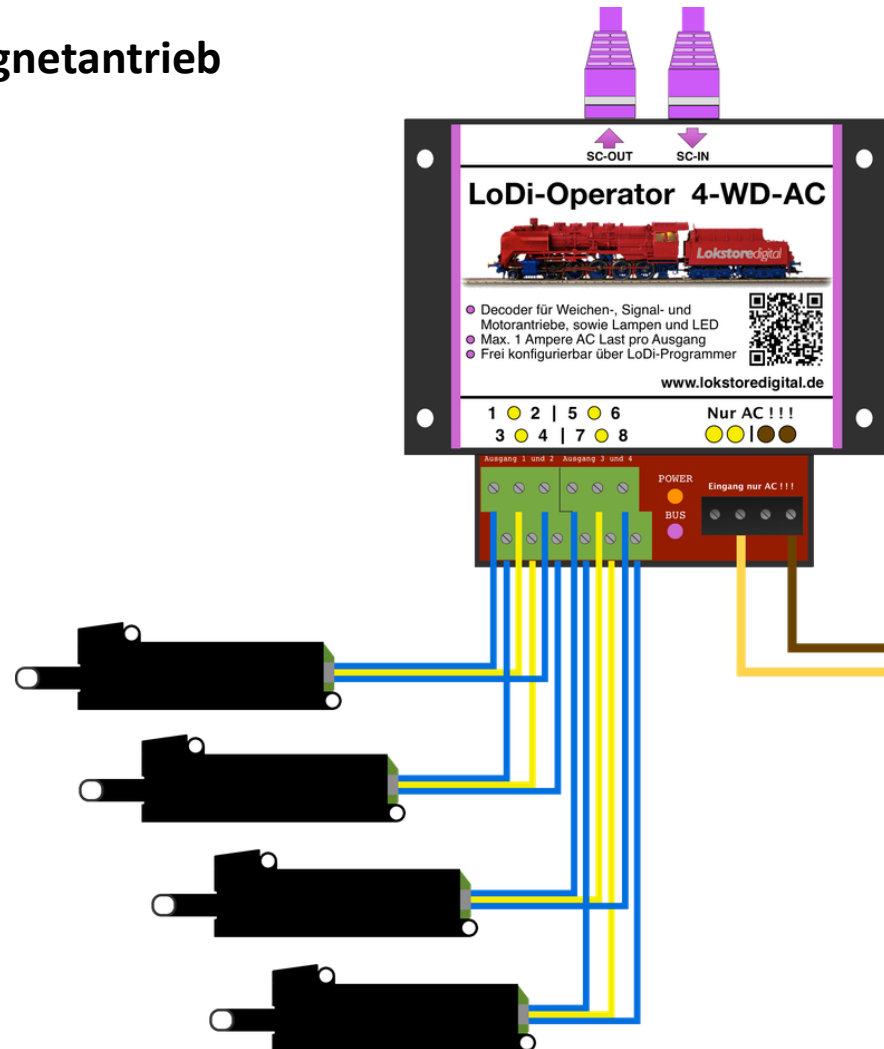 gnetantrieb
SC-OUT SC-IN
LoDi-Operator 4-WD-AC
Lokstoredigital
Decoder für Weichen-, Signal- und
Motorantriebe, sowie Lampen und LED
Max. 1 Ampere AC Last pro Ausgang
Frei konfigurierbar über LoDi-Programmer
www.lokstoredigital.de
1 2 | 5 6
3 4 | 7 8
Nur AC ! ! !
Ausgang 1 und 2 Ausgang 3 und 4
POWER
BUS
Eingang nur AC ! ! !